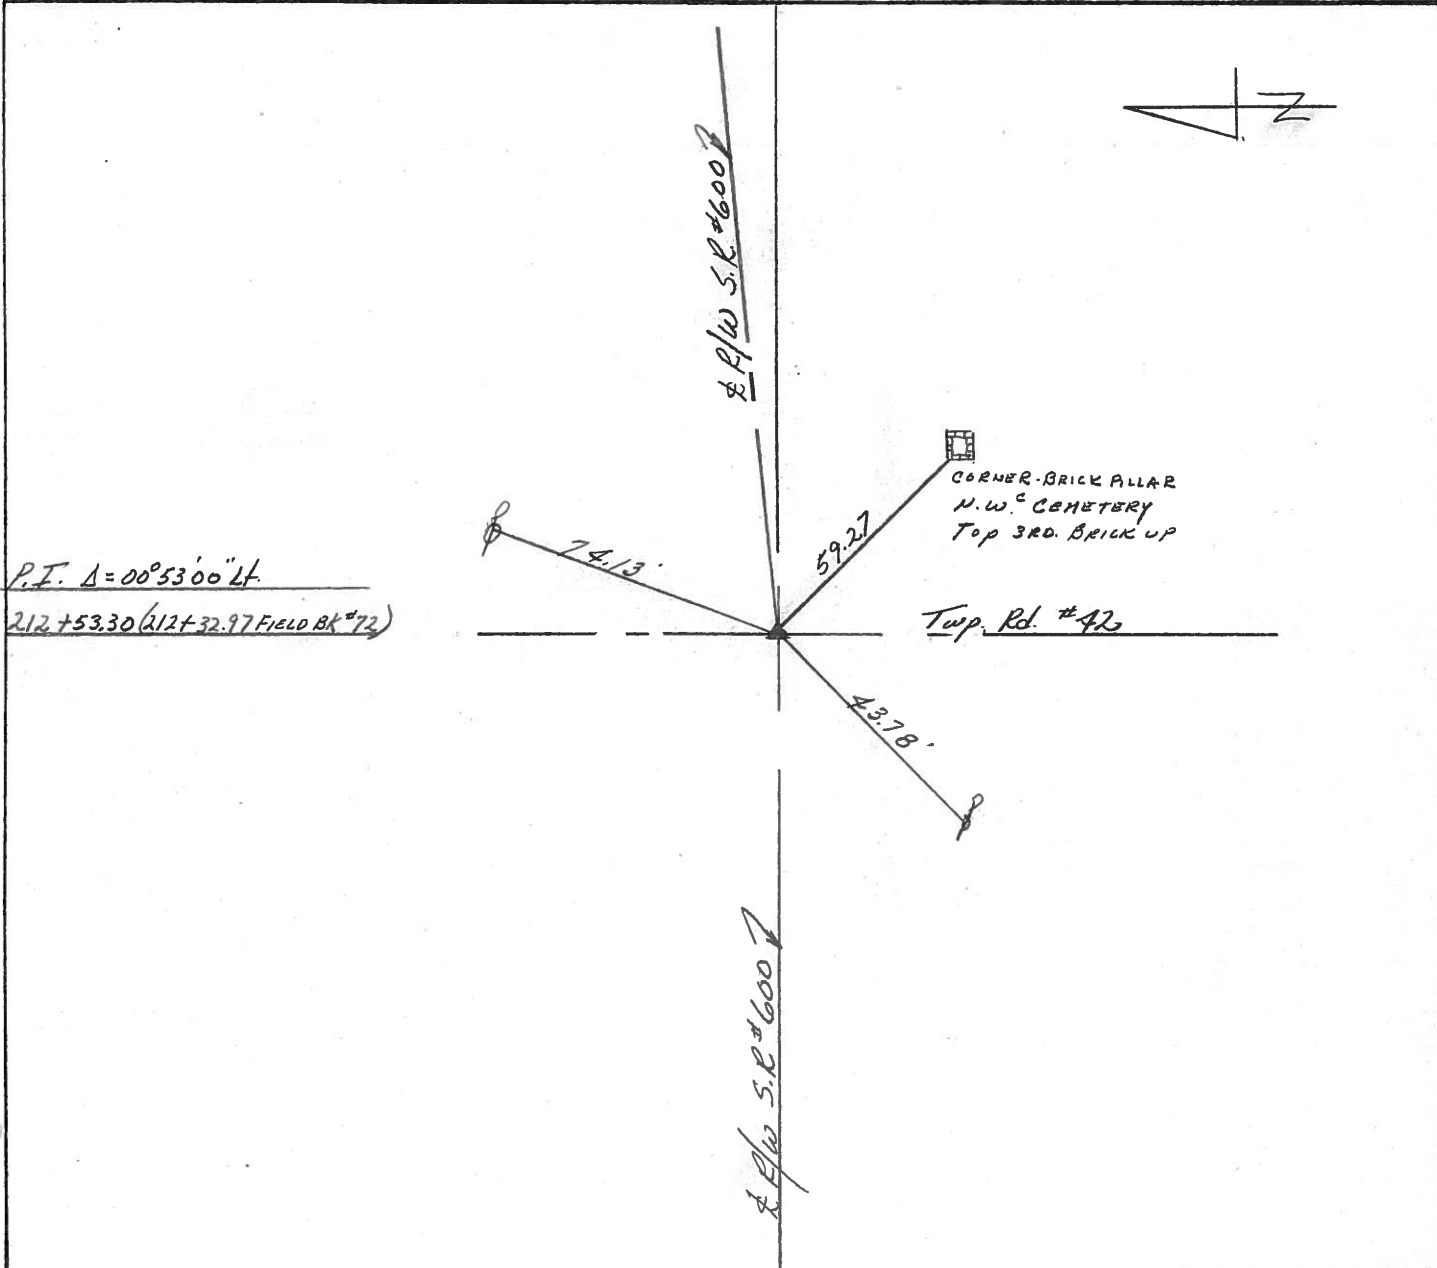 N
℄ R/W S.R. #600
CORNER-BRICK PILLAR
N.W.C CEMETERY
TOP 3RD. BRICK UP
59.27
74.13'
P.I. Δ=00°53'00" Lt.
212+53.30 (212+32.97 FIELD BK #72)
Twp. Rd. #42
43.78'
℄ R/W S.R #600